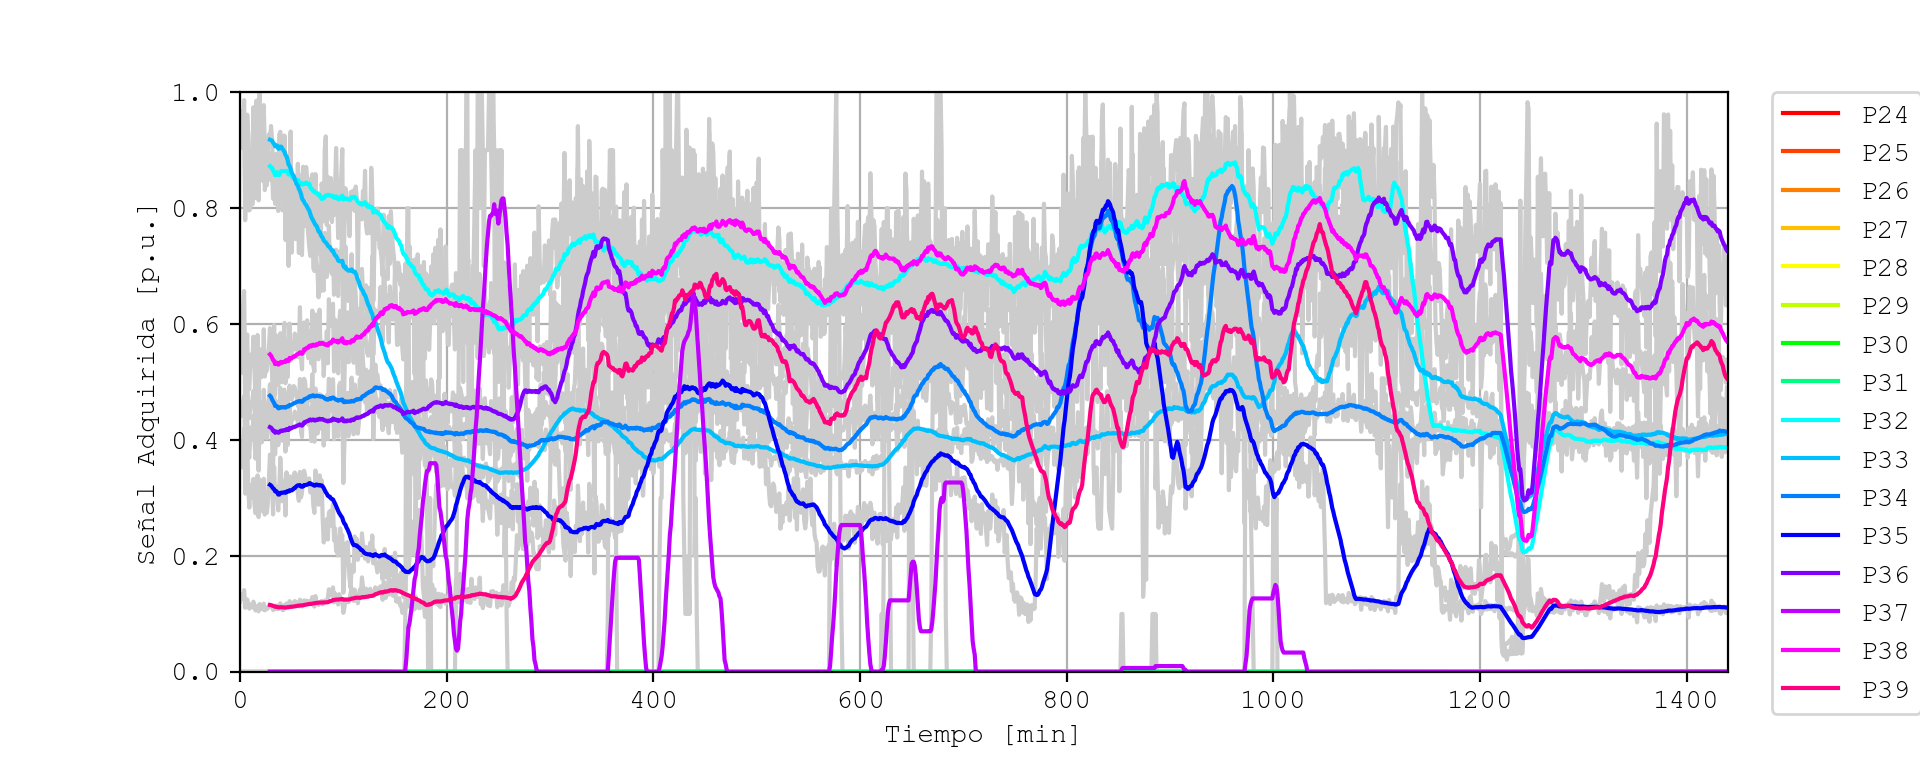 1.0
0.8
0.6
0.4
0.2
0.0
Señal Adquirida [p.u.]
0 200 400 600 800 1000 1200 1400
Tiempo [min]
P24
P25
P26
P27
P28
P29
P30
P31
P32
P33
P34
P35
P36
P37
P38
P39